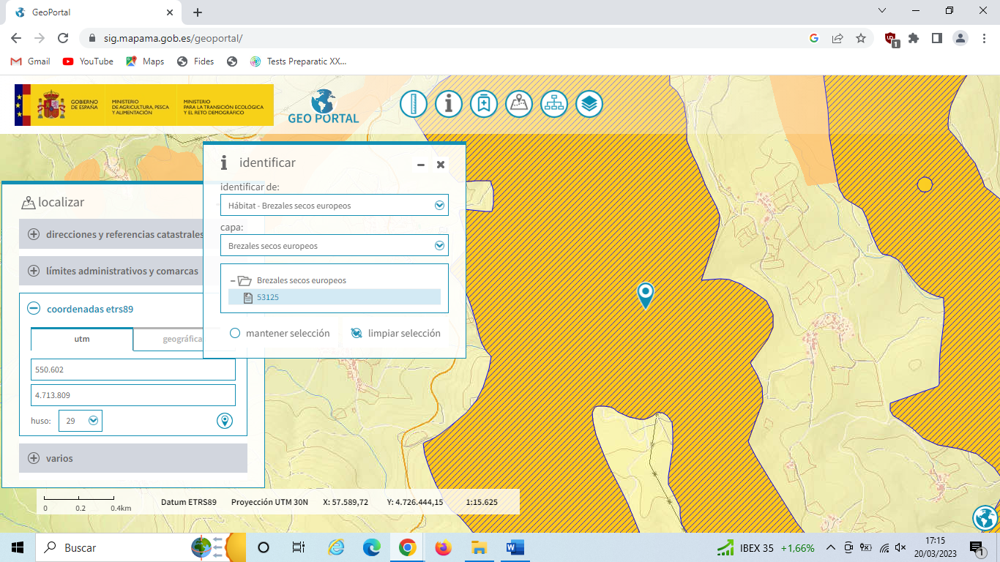 GeoPortal
sig.mapama.gob.es/geoportal/
1
Gmail
YouTube
Maps
Fides
Tests Preparatic XX...
GOBIERNO
DE ESPAÑA
MINISTERIO
DE AGRICULTURA, PESCA
Y ALIMENTACIÓN
MINISTERIO
PARA LA TRANSICIÓN ECOLÓGICA
Y EL RETO DEMOGRÁFICO
GEO PORTAL
identificar
identificar de:
Hábitat - Brezales secos europeos
capa:
Brezales secos europeos
Brezales secos europeos
53125
mantener selección
limpiar selección
localizar
direcciones y referencias catastrales
límites administrativos y comarcas
coordenadas etrs89
utm
geográfica
550.602
4.713.809
huso:
29
varios
0 0.2 0.4km
Datum ETRS89 Proyección UTM 30N X: 57.589,72 Y: 4.726.444,15 1:15.625
Buscar
IBEX 35 +1,66%
17:15
20/03/2023
1